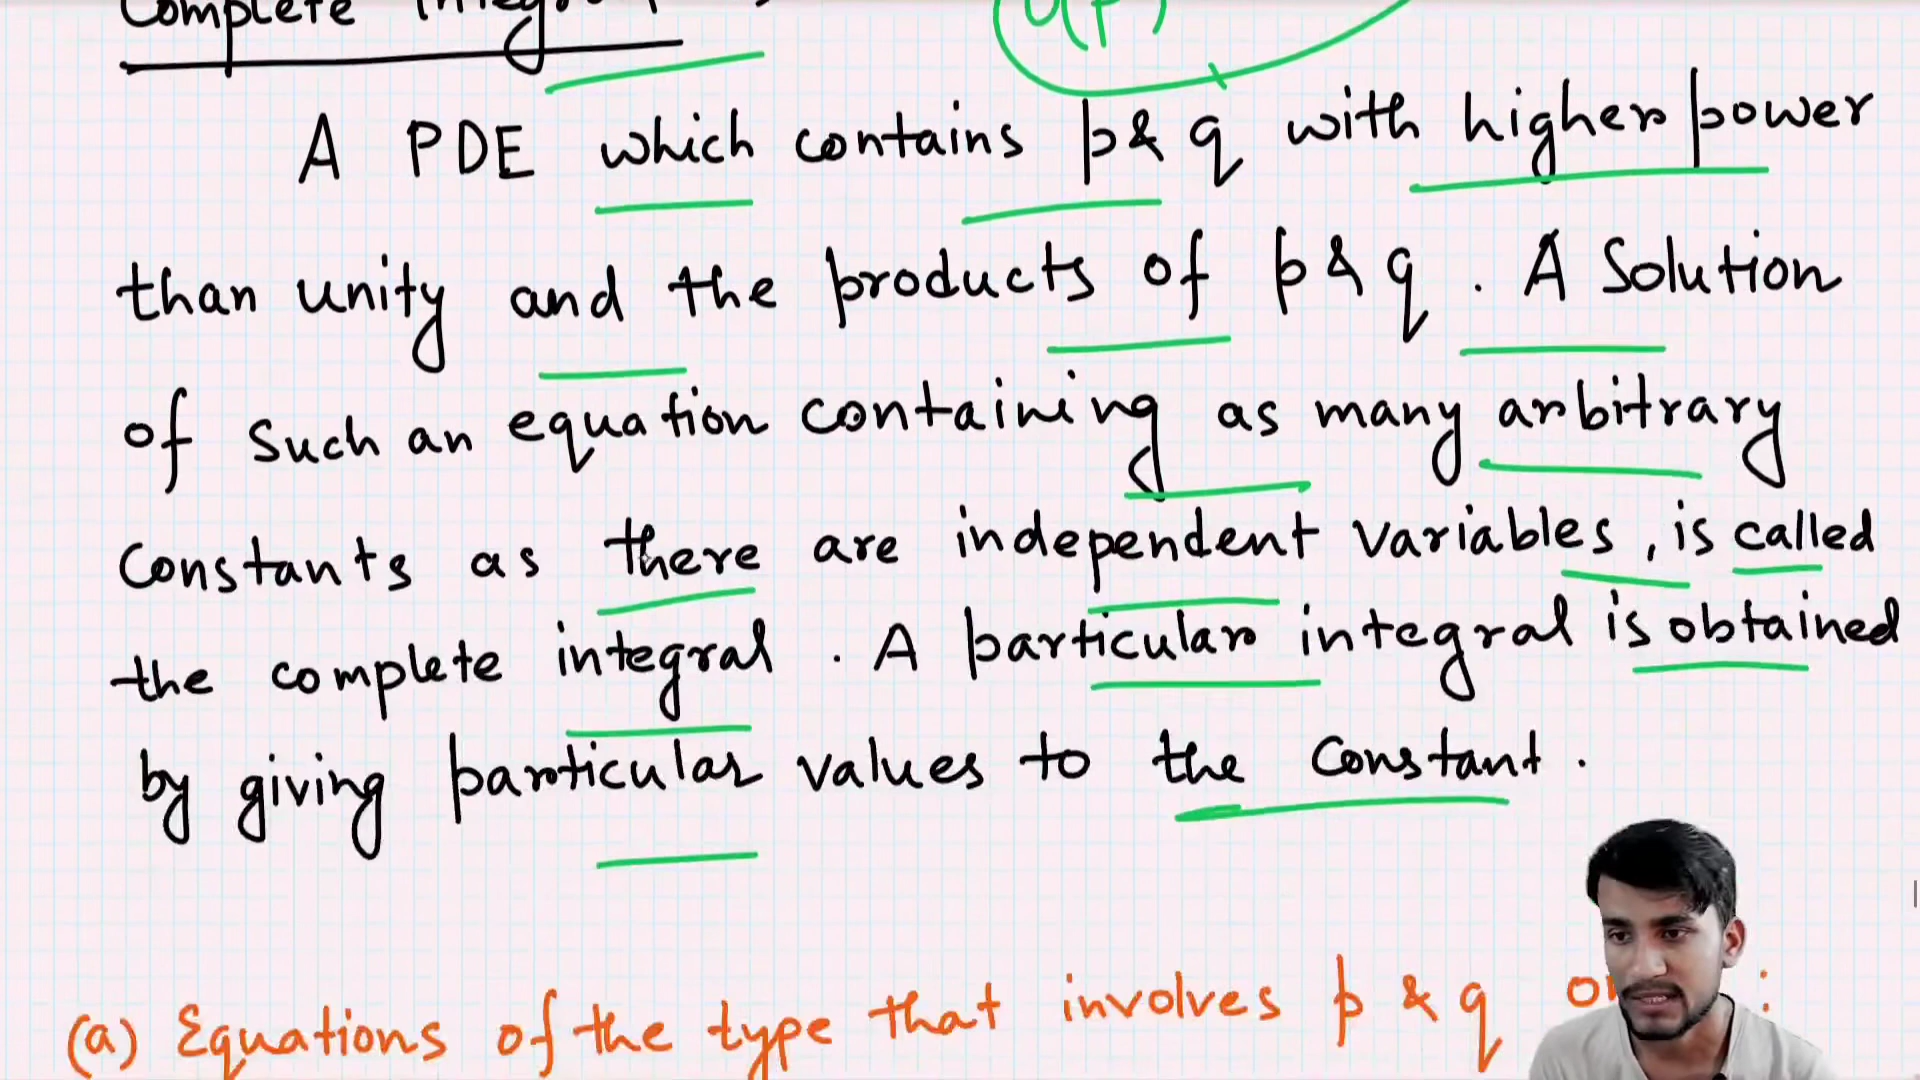 Complete Integral
A PDE which contains p & q with higher power
than unity and the products of p & q . A Solution
of such an equation containing as many arbitrary
Constants as there are independent variables, is called
the complete integral . A particular integral is obtained
by giving particular values to the Constant .
(a) Equations of the type that involves p & q :